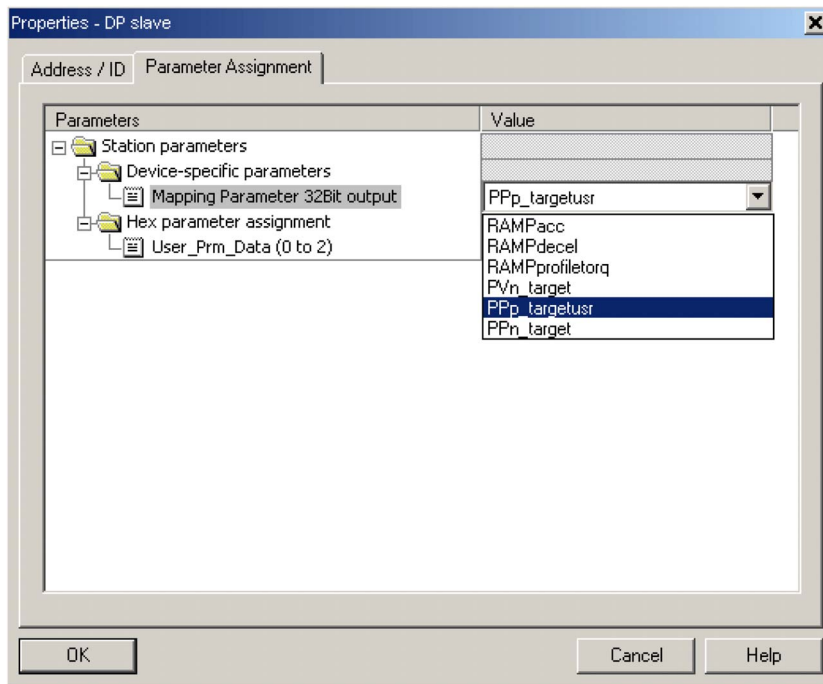 Properties - DP slave
Address / ID
Parameter Assignment
Parameters
Value
Station parameters
Device-specific parameters
Mapping Parameter 32Bit output
PPp_targetusr
Hex parameter assignment
User_Prm_Data (0 to 2)
RAMPacc
RAMPdecel
RAMPprofiletorq
PVn_target
PPp_targetusr
PPn_target
OK
Cancel
Help